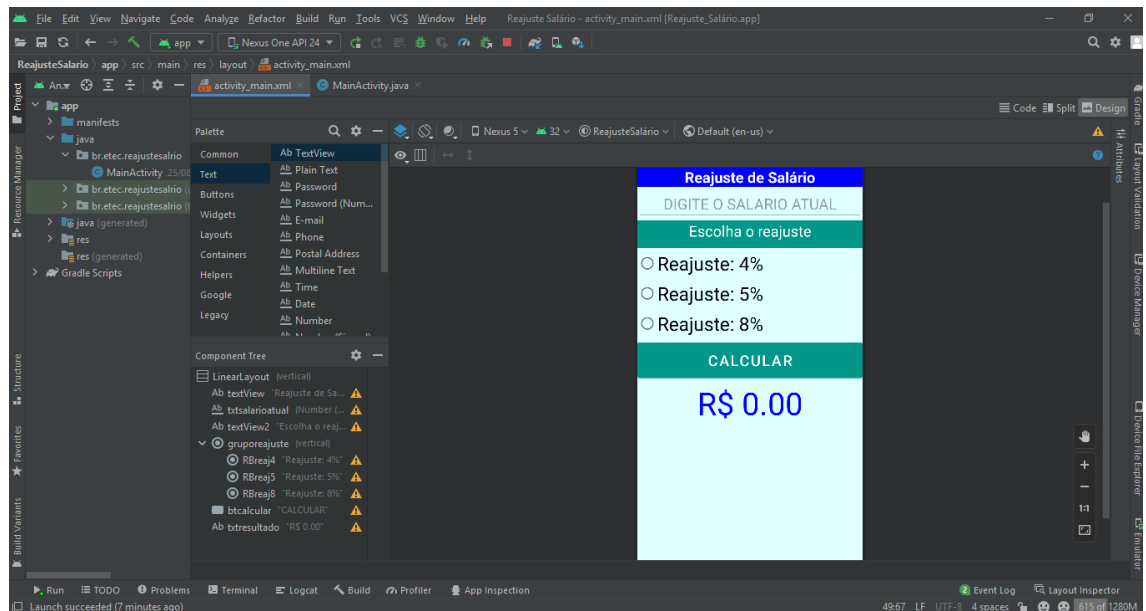 File Edit View Navigate Code Analyze Refactor Build Run Tools VCS Window Help Reajuste Salário - activity_main.xml [Reajuste_Salário.app]
app Nexus One API 24
ReajusteSalario app src main res layout activity_main.xml
An... activity_main.xml MainActivity.java
Project
Resource Manager
Structure
Favorites
Build Variants
app
manifests
java
br.etec.reajustesalrio
MainActivity 25/08
br.etec.reajustesalrio (
br.etec.reajustesalrio (
java (generated)
res
res (generated)
Gradle Scripts
Code Split Design
Palette
Common
Text
Buttons
Widgets
Layouts
Containers
Helpers
Google
Legacy
Ab TextView
Ab Plain Text
Ab Password
Ab Password (Num...
Ab E-mail
Ab Phone
Ab Postal Address
Ab Multiline Text
Ab Time
Ab Date
Ab Number
Nexus 5 32 ReajusteSalário Default (en-us)
Component Tree
LinearLayout (vertical)
Ab textView "Reajuste de Sa...
Ab txtsalarioatual (Number (...
Ab textView2 "Escolha o reaj...
gruporeajuste (vertical)
RBreaj4 "Reajuste: 4%"
RBreaj5 "Reajuste: 5%"
RBreaj8 "Reajuste: 8%"
btcalcular "CALCULAR"
Ab txtresultado "R$ 0.00"
Reajuste de Salário
DIGITE O SALARIO ATUAL
Escolha o reajuste
Reajuste: 4%
Reajuste: 5%
Reajuste: 8%
CALCULAR
R$ 0.00
1:1
Gradle
Attributes
Layout Validation
Device Manager
Device File Explorer
Emulator
Run TODO Problems Terminal Logcat Build Profiler App Inspection 2 Event Log Layout Inspector
Launch succeeded (7 minutes ago) 49:67 LF UTF-8 4 spaces 615 of 1280M